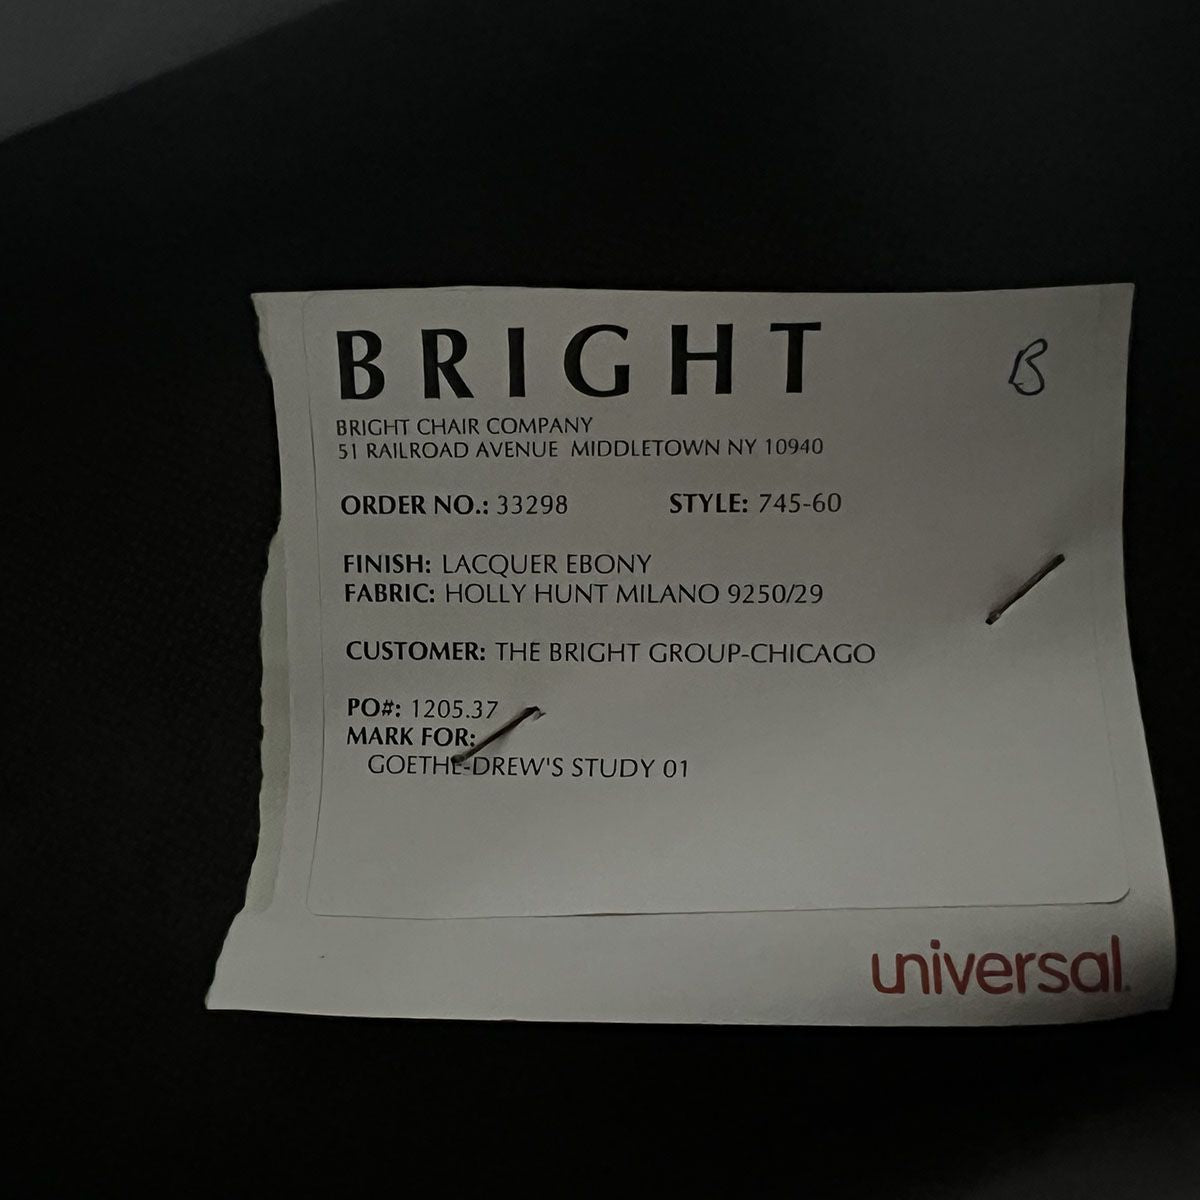 BRIGHT
B
BRIGHT CHAIR COMPANY
51 RAILROAD AVENUE MIDDLETOWN NY 10940
ORDER NO.: 33298 STYLE: 745-60
FINISH: LACQUER EBONY
FABRIC: HOLLY HUNT MILANO 9250/29
CUSTOMER: THE BRIGHT GROUP-CHICAGO
PO#: 1205.37
MARK FOR:
GOETHE-DREW'S STUDY 01
universal.